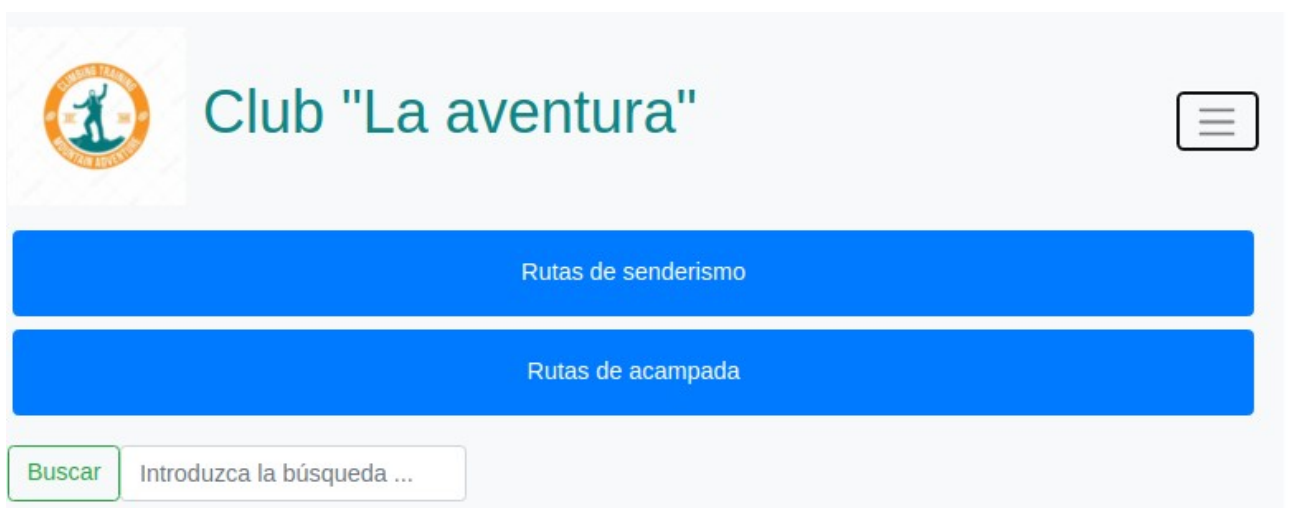 CLIMBING TRAINING
MOUNTAIN ADVENTURE
Club "La aventura"
Rutas de senderismo
Rutas de acampada
Buscar
Introduzca la búsqueda ...